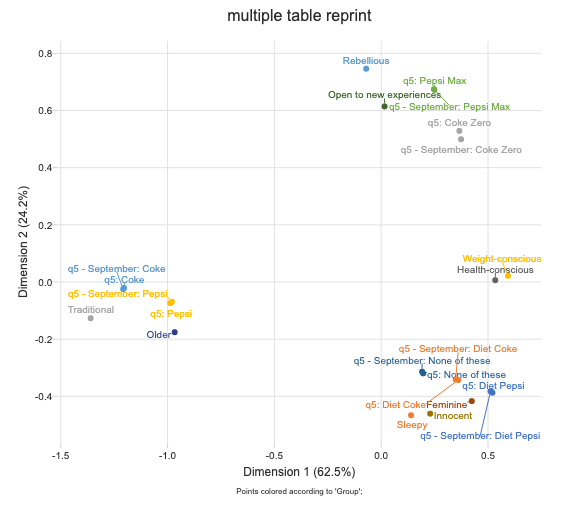 multiple table reprint
Dimension 2 (24.2%)
0.8
0.6
0.4
0.2
0.0
-0.2
-0.4
Rebellious
q5: Pepsi Max
Open to new experiences
q5 - September: Pepsi Max
q5: Coke Zero
q5 - September: Coke Zero
Weight-conscious
q5 - September: Coke
Health-conscious
q5: Coke
q5 - September: Pepsi
Traditional
q5: Pepsi
Older
q5 - September: Diet Coke
q5 - September: None of these
q5: None of these
q5: Diet Pepsi
q5: Diet Coke
Feminine
Innocent
Sleepy
q5 - September: Diet Pepsi
-1.5
-1.0
-0.5
0.0
0.5
Dimension 1 (62.5%)
Points colored according to 'Group';